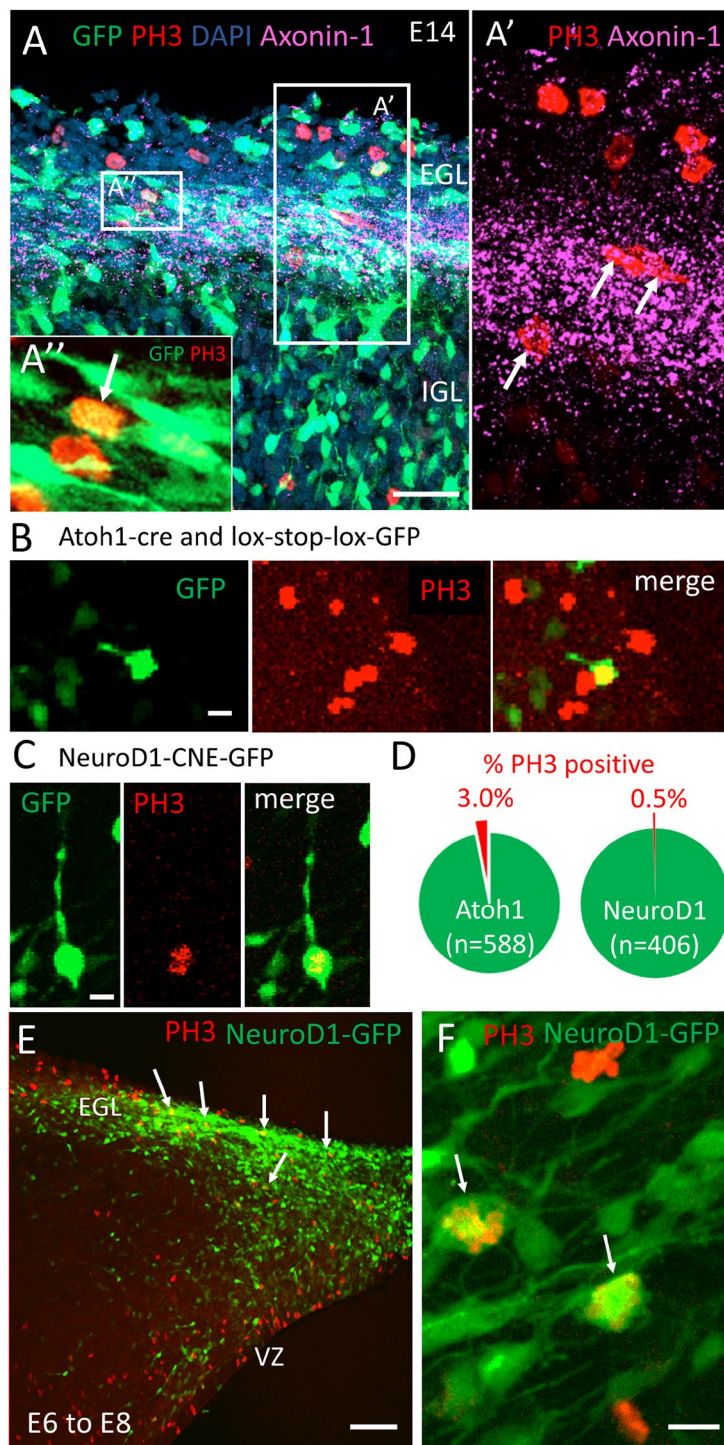 A GFP PH3 DAPI Axonin-1 E14
A' PH3 Axonin-1
A'
EGL
A''
IGL
A'' GFP PH3
B Atoh1-cre and lox-stop-lox-GFP
GFP
PH3
merge
C NeuroD1-CNE-GFP
GFP
PH3
merge
D
% PH3 positive
3.0%
0.5%
Atoh1
(n=588)
NeuroD1
(n=406)
E PH3 NeuroD1-GFP
EGL
VZ
E6 to E8
F PH3 NeuroD1-GFP